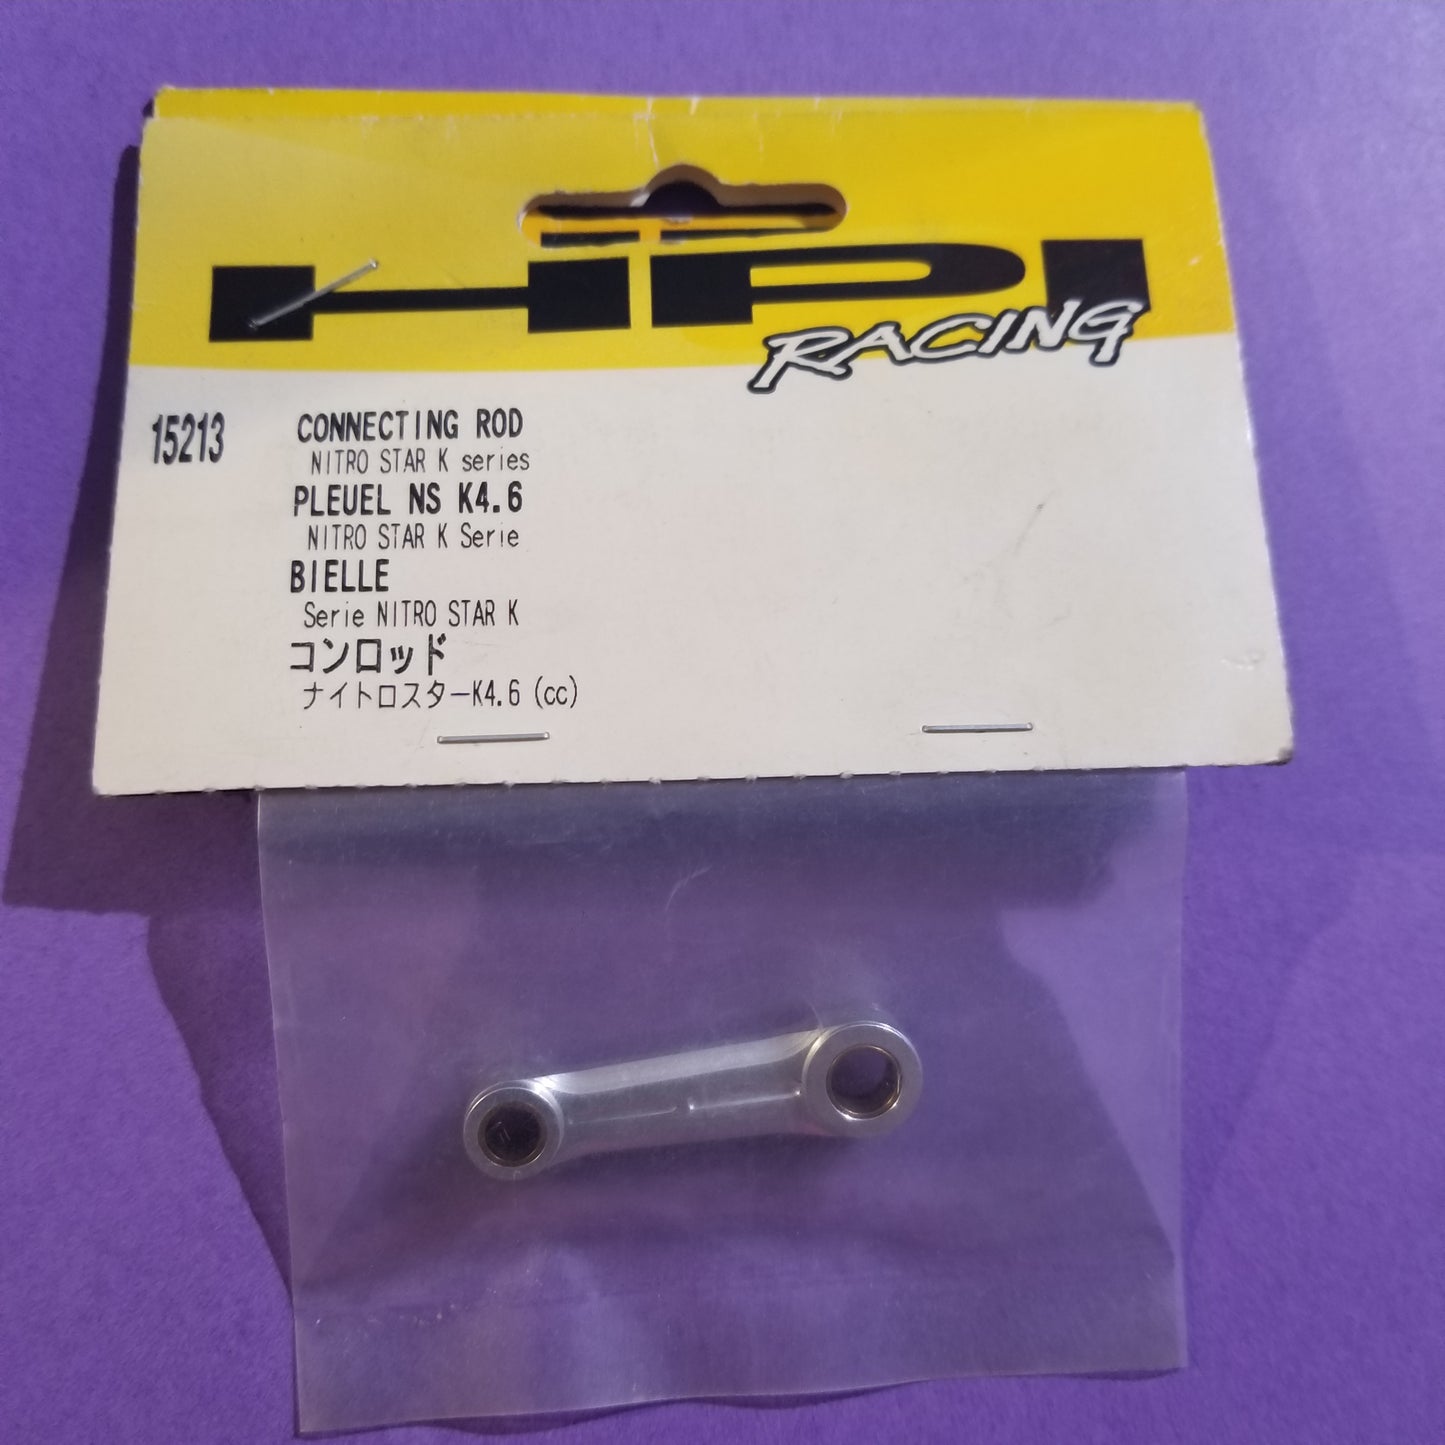 HPI
RACING
15213
CONNECTING ROD
NITRO STAR K series
PLEUEL NS K4.6
NITRO STAR K Serie
BIELLE
Serie NITRO STAR K
コンロッド
ナイトロスターK4.6 (cc)